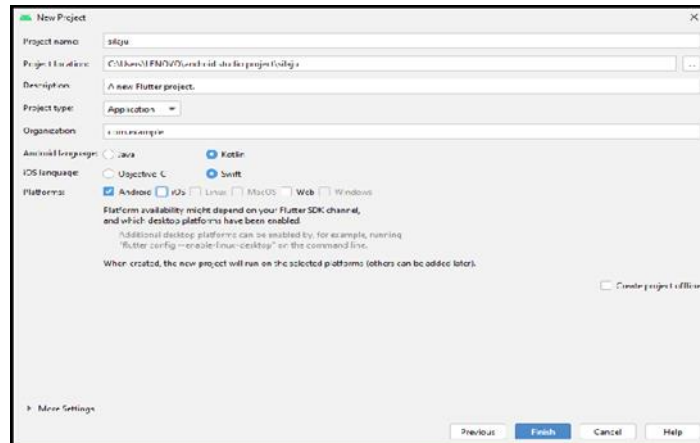 New Project
Project name:
Project location: C:\Users\LENOVO\android studio project\
Description: A new Flutter project.
Project type: Application
Organization: com.example
Android language: Java Kotlin
iOS language: Objective-C Swift
Platforms: Android iOS Linux MacOS Web Windows
Platform availability might depend on your Flutter SDK channel,
and which desktop platforms have been enabled.
Additional desktop platforms can be enabled by, for example, running
"flutter config --enable-linux-desktop" on the command line.
When created, the new project will run on the selected platforms (others can be added later).
Create project offline
More Settings
Previous Finish Cancel Help